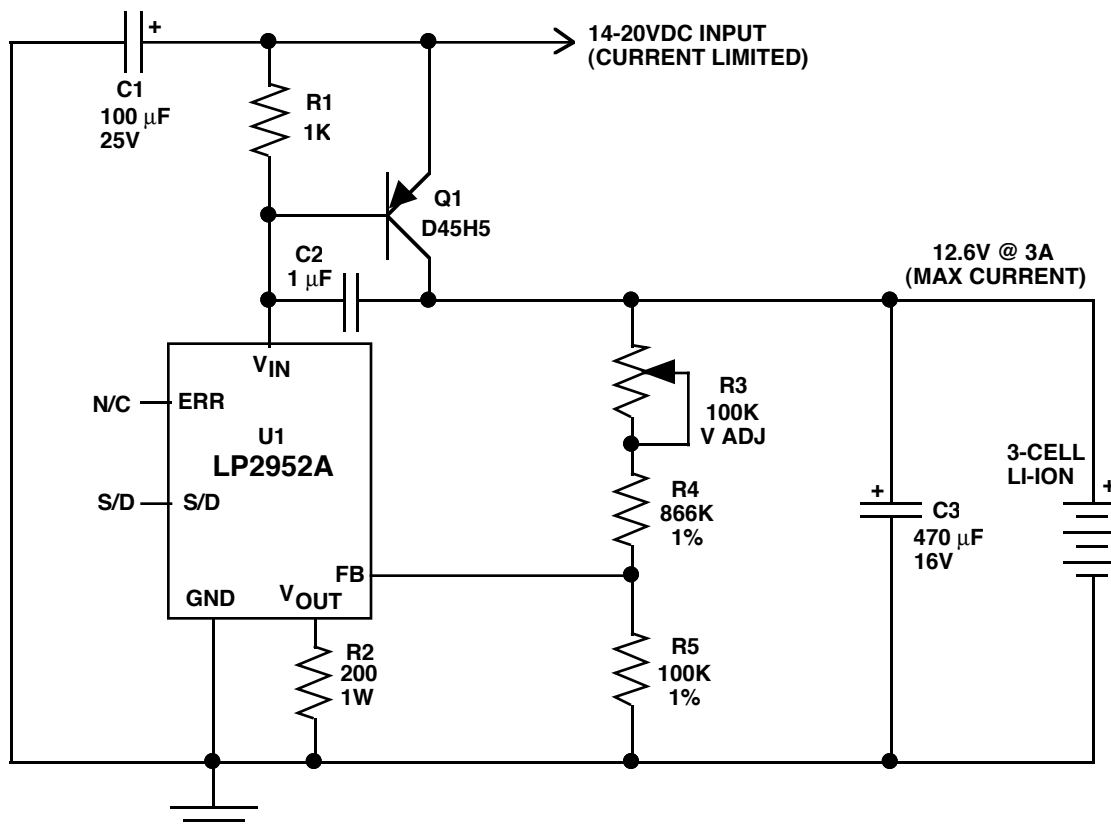 +
14-20VDC INPUT
(CURRENT LIMITED)
C1
100 μF
25V
R1
1K
Q1
D45H5
C2
1 μF
12.6V @ 3A
(MAX CURRENT)
VIN
N/C
ERR
U1
LP2952A
S/D
S/D
FB
GND
VOUT
R3
100K
V ADJ
R4
866K
1%
R2
200
1W
R5
100K
1%
+
C3
470 μF
16V
3-CELL
LI-ION
+